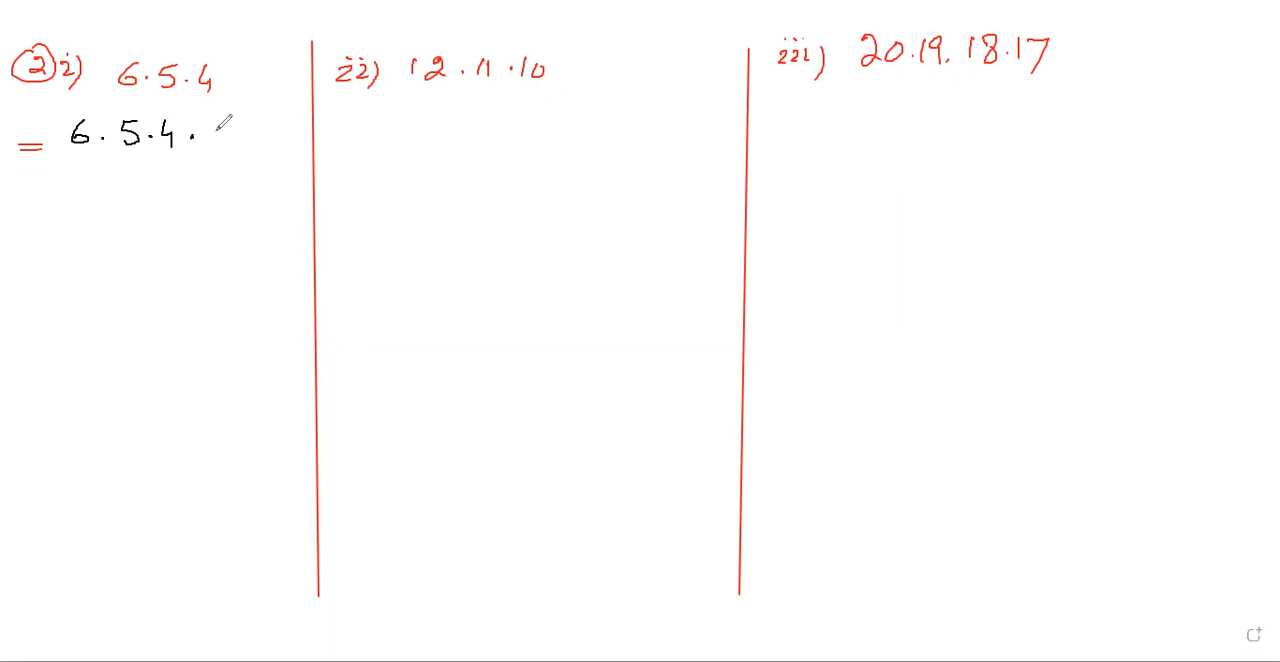 2) i) 6.5.4
= 6.5.4.
ii) 12.11.10
iii) 20.19.18.17